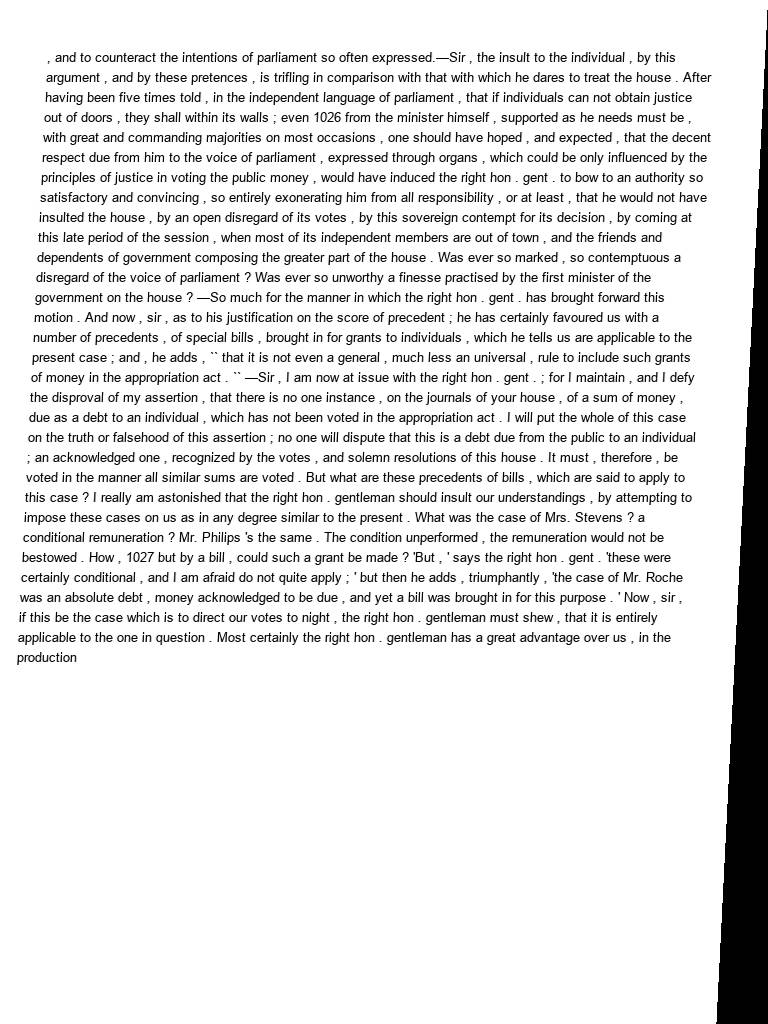 , and to counteract the intentions of parliament so often expressed.—Sir , the insult to the individual , by this
argument , and by these pretences , is trifling in comparison with that with which he dares to treat the house . After
having been five times told , in the independent language of parliament , that if individuals can not obtain justice
out of doors , they shall within its walls ; even 1026 from the minister himself , supported as he needs must be ,
with great and commanding majorities on most occasions , one should have hoped , and expected , that the decent
respect due from him to the voice of parliament , expressed through organs , which could be only influenced by the
principles of justice in voting the public money , would have induced the right hon . gent . to bow to an authority so
satisfactory and convincing , so entirely exonerating him from all responsibility , or at least , that he would not have
insulted the house , by an open disregard of its votes , by this sovereign contempt for its decision , by coming at
this late period of the session , when most of its independent members are out of town , and the friends and
dependents of government composing the greater part of the house . Was ever so marked , so contemptuous a
disregard of the voice of parliament ? Was ever so unworthy a finesse practised by the first minister of the
government on the house ? —So much for the manner in which the right hon . gent . has brought forward this
motion . And now , sir , as to his justification on the score of precedent ; he has certainly favoured us with a
number of precedents , of special bills , brought in for grants to individuals , which he tells us are applicable to the
present case ; and , he adds , `` that it is not even a general , much less an universal , rule to include such grants
of money in the appropriation act . `` —Sir , I am now at issue with the right hon . gent . ; for I maintain , and I defy
the disproval of my assertion , that there is no one instance , on the journals of your house , of a sum of money ,
due as a debt to an individual , which has not been voted in the appropriation act . I will put the whole of this case
on the truth or falsehood of this assertion ; no one will dispute that this is a debt due from the public to an individual
; an acknowledged one , recognized by the votes , and solemn resolutions of this house . It must , therefore , be
voted in the manner all similar sums are voted . But what are these precedents of bills , which are said to apply to
this case ? I really am astonished that the right hon . gentleman should insult our understandings , by attempting to
impose these cases on us as in any degree similar to the present . What was the case of Mrs. Stevens ? a
conditional remuneration ? Mr. Philips 's the same . The condition unperformed , the remuneration would not be
bestowed . How , 1027 but by a bill , could such a grant be made ? 'But , ' says the right hon . gent . 'these were
certainly conditional , and I am afraid do not quite apply ; ' but then he adds , triumphantly , 'the case of Mr. Roche
was an absolute debt , money acknowledged to be due , and yet a bill was brought in for this purpose . ' Now , sir ,
if this be the case which is to direct our votes to night , the right hon . gentleman must shew , that it is entirely
applicable to the one in question . Most certainly the right hon . gentleman has a great advantage over us , in the
production